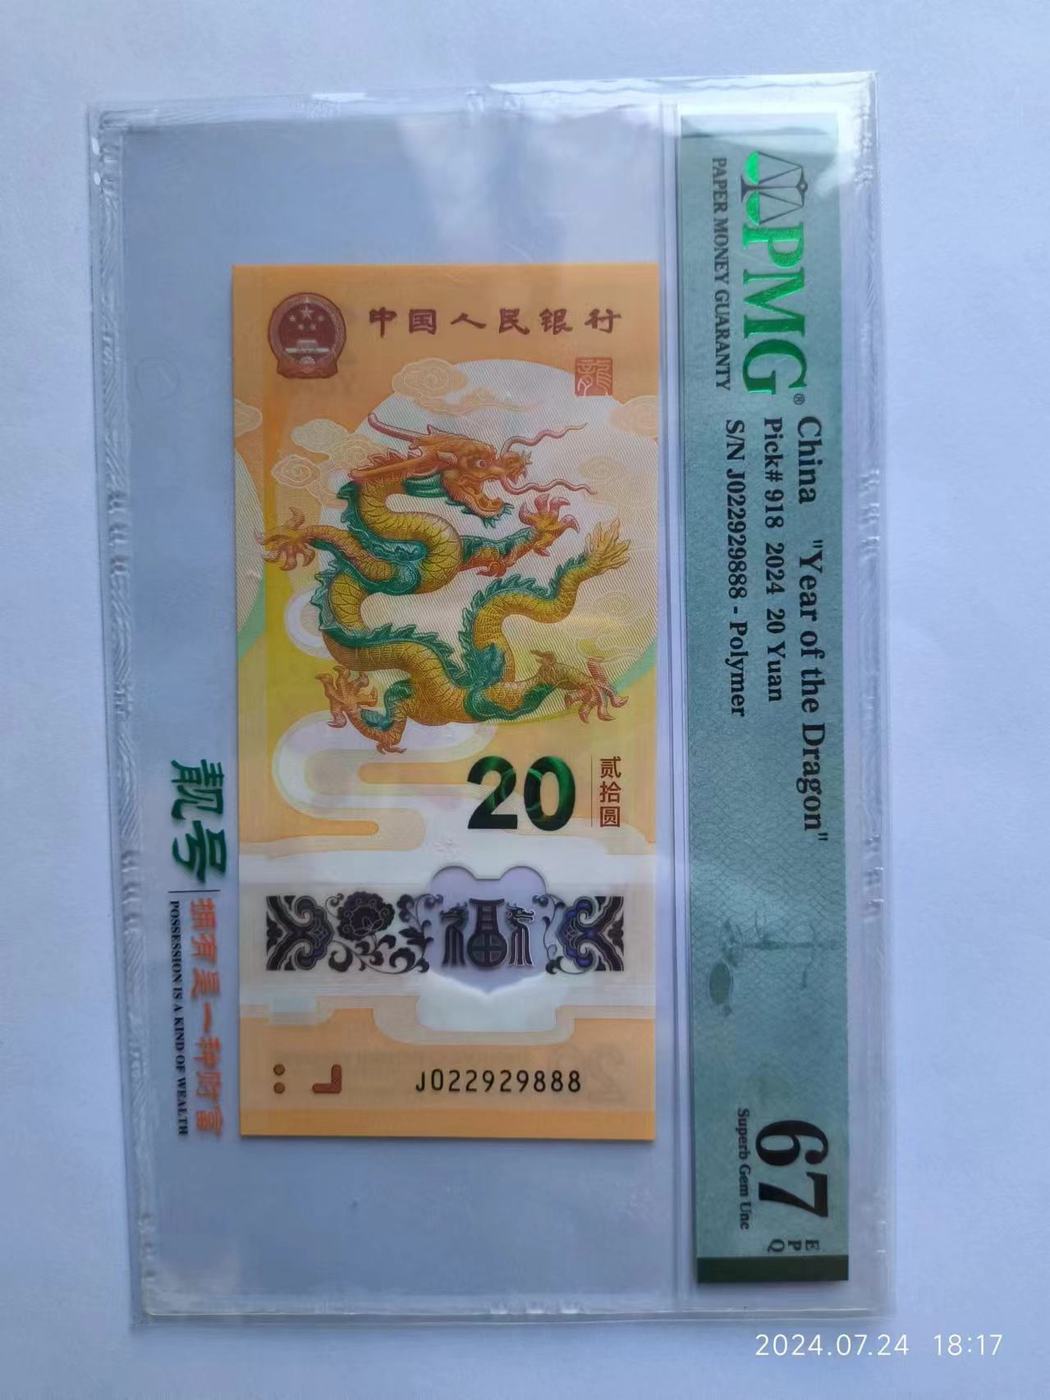 PMG®
PAPER MONEY GUARANTY
China "Year of the Dragon"
Pick# 918 2024 20 Yuan
S/N J022929888 - Polymer
67
EPQ
Superb Gem Unc
中国人民银行
龍
20
贰拾圆
福
J022929888
靓号
拥有是一种财富
POSSESSION IS A KIND OF WEALTH
2024.07.24 18:17